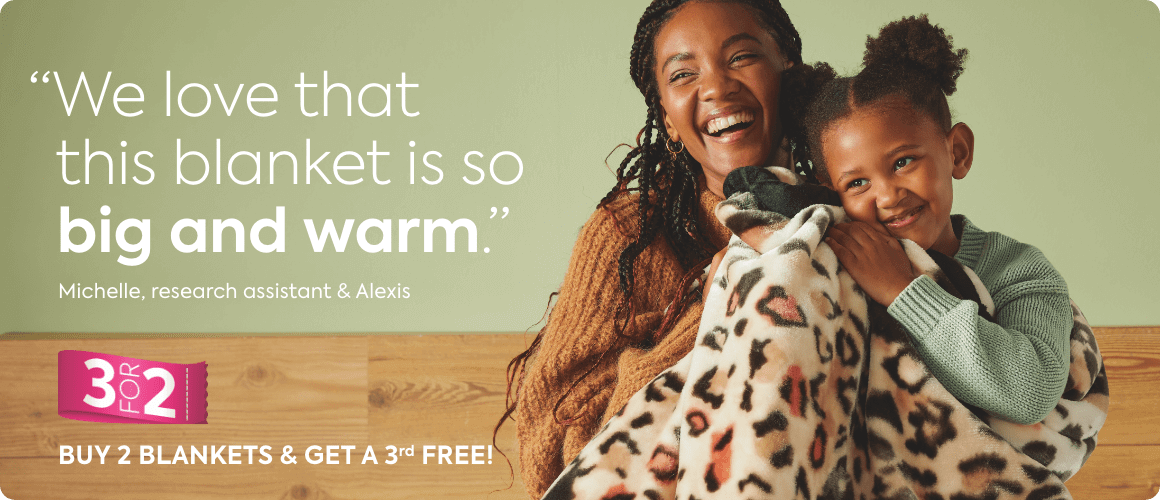 “We love that
this blanket is so
big and warm.”
Michelle, research assistant & Alexis
3 FOR 2
BUY 2 BLANKETS & GET A 3rd FREE!